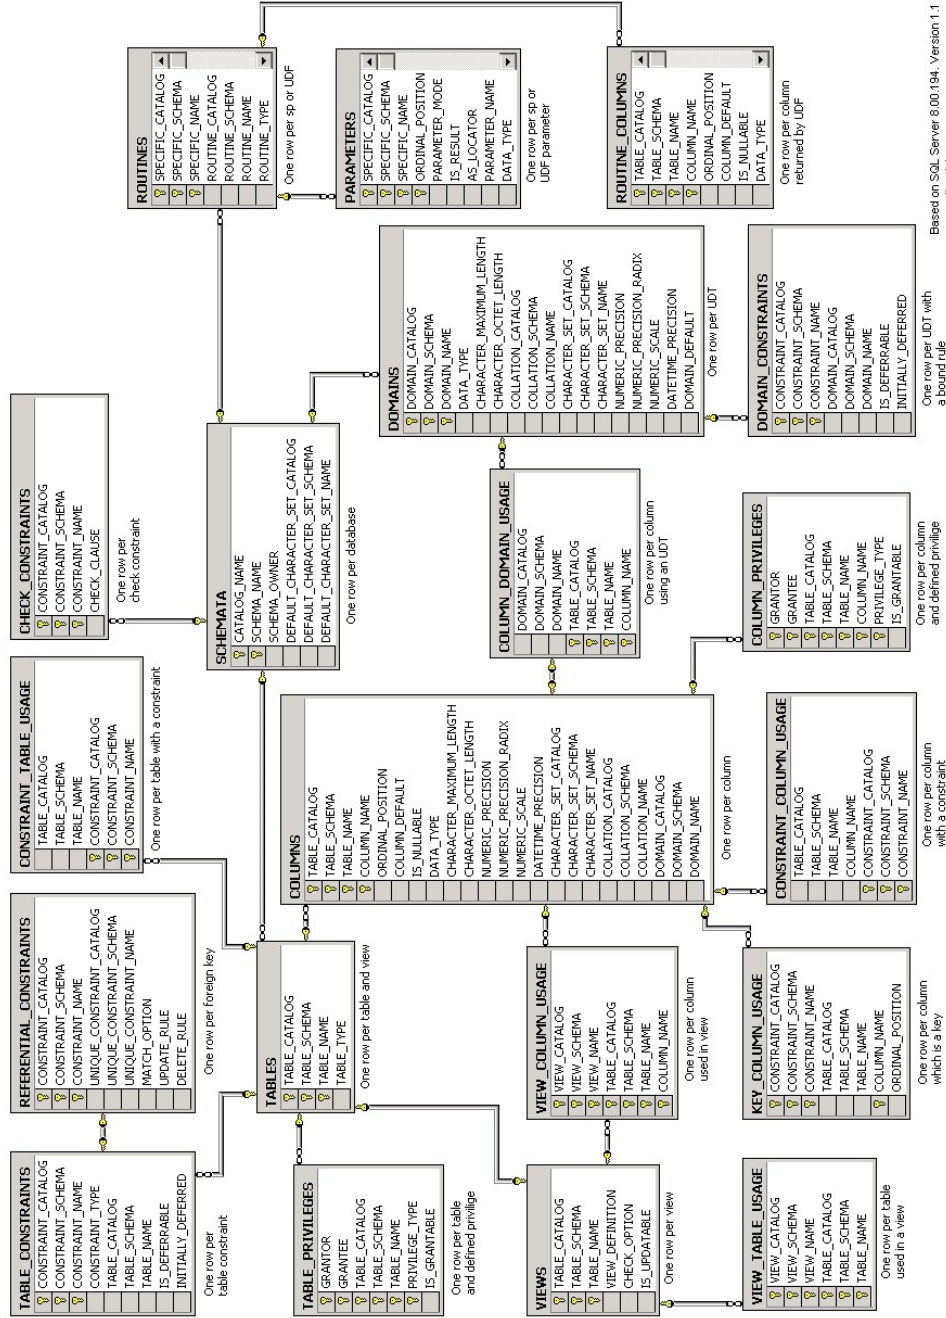 TABLE_CONSTRAINTS
CONSTRAINT_CATALOG
CONSTRAINT_SCHEMA
CONSTRAINT_NAME
CONSTRAINT_TYPE
TABLE_CATALOG
TABLE_SCHEMA
TABLE_NAME
IS_DEFERRABLE
INITIALLY_DEFERRED
One row per
table constraint
REFERENTIAL_CONSTRAINTS
CONSTRAINT_CATALOG
CONSTRAINT_SCHEMA
CONSTRAINT_NAME
UNIQUE_CONSTRAINT_CATALOG
UNIQUE_CONSTRAINT_SCHEMA
UNIQUE_CONSTRAINT_NAME
MATCH_OPTION
UPDATE_RULE
DELETE_RULE
One row per foreign key
CONSTRAINT_TABLE_USAGE
TABLE_CATALOG
TABLE_SCHEMA
TABLE_NAME
CONSTRAINT_CATALOG
CONSTRAINT_SCHEMA
CONSTRAINT_NAME
One row per table with a constraint
CHECK_CONSTRAINTS
CONSTRAINT_CATALOG
CONSTRAINT_SCHEMA
CONSTRAINT_NAME
CHECK_CLAUSE
One row per
check constraint
ROUTINES
SPECIFIC_CATALOG
SPECIFIC_SCHEMA
SPECIFIC_NAME
ROUTINE_CATALOG
ROUTINE_SCHEMA
ROUTINE_NAME
ROUTINE_TYPE
One row per sp or UDF
SCHEMATA
CATALOG_NAME
SCHEMA_NAME
SCHEMA_OWNER
DEFAULT_CHARACTER_SET_CATALOG
DEFAULT_CHARACTER_SET_SCHEMA
DEFAULT_CHARACTER_SET_NAME
One row per database
TABLES
TABLE_CATALOG
TABLE_SCHEMA
TABLE_NAME
TABLE_TYPE
One row per table and view
TABLE_PRIVILEGES
GRANTOR
GRANTEE
TABLE_CATALOG
TABLE_SCHEMA
TABLE_NAME
PRIVILEGE_TYPE
IS_GRANTABLE
One row per table
and defined privilige
COLUMNS
TABLE_CATALOG
TABLE_SCHEMA
TABLE_NAME
COLUMN_NAME
ORDINAL_POSITION
COLUMN_DEFAULT
IS_NULLABLE
DATA_TYPE
CHARACTER_MAXIMUM_LENGTH
CHARACTER_OCTET_LENGTH
NUMERIC_PRECISION
NUMERIC_PRECISION_RADIX
NUMERIC_SCALE
DATETIME_PRECISION
CHARACTER_SET_CATALOG
CHARACTER_SET_SCHEMA
CHARACTER_SET_NAME
COLLATION_CATALOG
COLLATION_SCHEMA
COLLATION_NAME
DOMAIN_CATALOG
DOMAIN_SCHEMA
DOMAIN_NAME
One row per column
PARAMETERS
SPECIFIC_CATALOG
SPECIFIC_SCHEMA
SPECIFIC_NAME
ORDINAL_POSITION
PARAMETER_MODE
IS_RESULT
AS_LOCATOR
PARAMETER_NAME
DATA_TYPE
One row per sp or
UDF parameter
DOMAINS
DOMAIN_CATALOG
DOMAIN_SCHEMA
DOMAIN_NAME
DATA_TYPE
CHARACTER_MAXIMUM_LENGTH
CHARACTER_OCTET_LENGTH
COLLATION_CATALOG
COLLATION_SCHEMA
COLLATION_NAME
CHARACTER_SET_CATALOG
CHARACTER_SET_SCHEMA
CHARACTER_SET_NAME
NUMERIC_PRECISION
NUMERIC_PRECISION_RADIX
NUMERIC_SCALE
DATETIME_PRECISION
DOMAIN_DEFAULT
One row per UDT
COLUMN_DOMAIN_USAGE
DOMAIN_CATALOG
DOMAIN_SCHEMA
DOMAIN_NAME
TABLE_CATALOG
TABLE_SCHEMA
TABLE_NAME
COLUMN_NAME
One row per column
using an UDT
VIEWS
TABLE_CATALOG
TABLE_SCHEMA
TABLE_NAME
VIEW_DEFINITION
CHECK_OPTION
IS_UPDATABLE
One row per view
VIEW_COLUMN_USAGE
VIEW_CATALOG
VIEW_SCHEMA
VIEW_NAME
TABLE_CATALOG
TABLE_SCHEMA
TABLE_NAME
COLUMN_NAME
One row per column
used in view
ROUTINE_COLUMNS
TABLE_CATALOG
TABLE_SCHEMA
TABLE_NAME
COLUMN_NAME
ORDINAL_POSITION
COLUMN_DEFAULT
IS_NULLABLE
DATA_TYPE
One row per column
returned by UDF
VIEW_TABLE_USAGE
VIEW_CATALOG
VIEW_SCHEMA
VIEW_NAME
TABLE_CATALOG
TABLE_SCHEMA
TABLE_NAME
One row per table
used in a view
KEY_COLUMN_USAGE
CONSTRAINT_CATALOG
CONSTRAINT_SCHEMA
CONSTRAINT_NAME
TABLE_CATALOG
TABLE_SCHEMA
TABLE_NAME
COLUMN_NAME
ORDINAL_POSITION
One row per column
which is a key
CONSTRAINT_COLUMN_USAGE
TABLE_CATALOG
TABLE_SCHEMA
TABLE_NAME
COLUMN_NAME
CONSTRAINT_CATALOG
CONSTRAINT_SCHEMA
CONSTRAINT_NAME
One row per column
with a constraint
COLUMN_PRIVILEGES
GRANTOR
GRANTEE
TABLE_CATALOG
TABLE_SCHEMA
TABLE_NAME
COLUMN_NAME
PRIVILEGE_TYPE
IS_GRANTABLE
One row per column
and defined privilige
DOMAIN_CONSTRAINTS
CONSTRAINT_CATALOG
CONSTRAINT_SCHEMA
CONSTRAINT_NAME
DOMAIN_CATALOG
DOMAIN_SCHEMA
DOMAIN_NAME
IS_DEFERRABLE
INITIALLY_DEFERRED
One row per UDT with
a bound rule
Based on SQL Server 8.00.194. Version 1.1